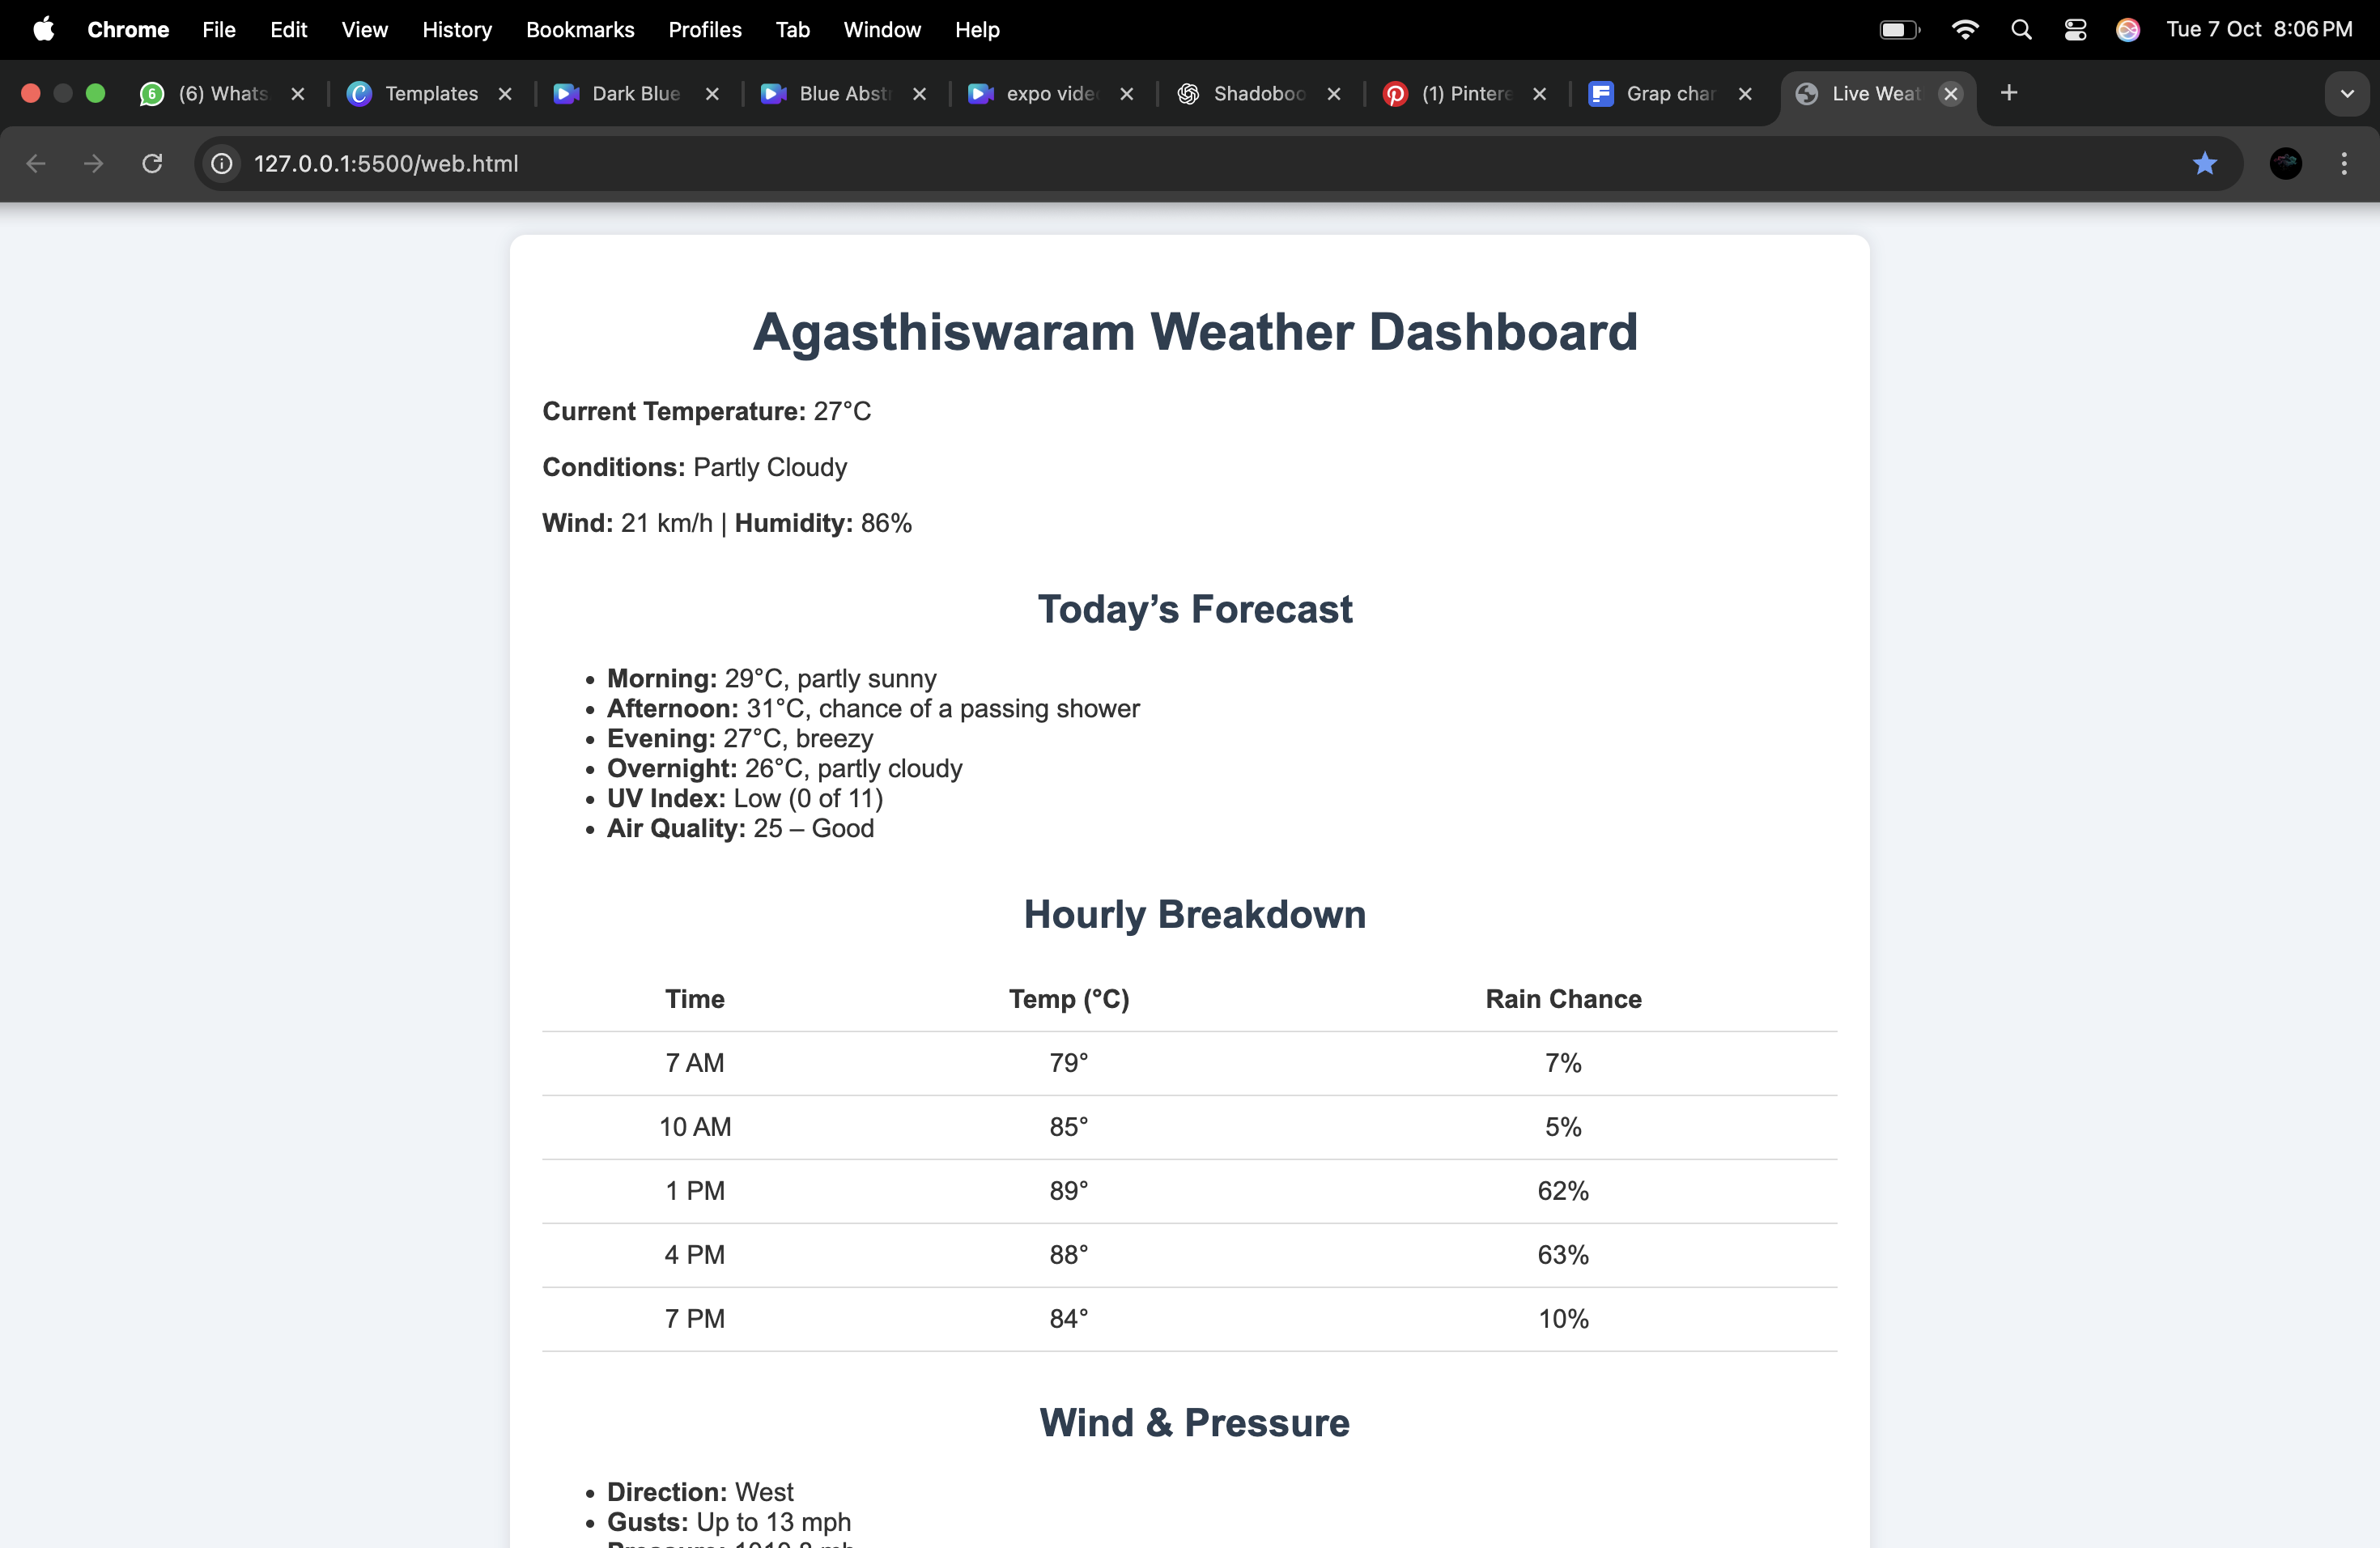 Chrome File Edit View History Bookmarks Profiles Tab Window Help Tue 7 Oct 8:06 PM
6 (6) Whats Templates Dark Blue Blue Abst expo vide Shadoboo (1) Pintere Grap char Live Weat
127.0.0.1:5500/web.html
Agasthiswaram Weather Dashboard
Current Temperature: 27°C
Conditions: Partly Cloudy
Wind: 21 km/h | Humidity: 86%
Today’s Forecast
• Morning: 29°C, partly sunny
• Afternoon: 31°C, chance of a passing shower
• Evening: 27°C, breezy
• Overnight: 26°C, partly cloudy
• UV Index: Low (0 of 11)
• Air Quality: 25 – Good
Hourly Breakdown
Time Temp (°C) Rain Chance
7 AM 79° 7%
10 AM 85° 5%
1 PM 89° 62%
4 PM 88° 63%
7 PM 84° 10%
Wind & Pressure
• Direction: West
• Gusts: Up to 13 mph